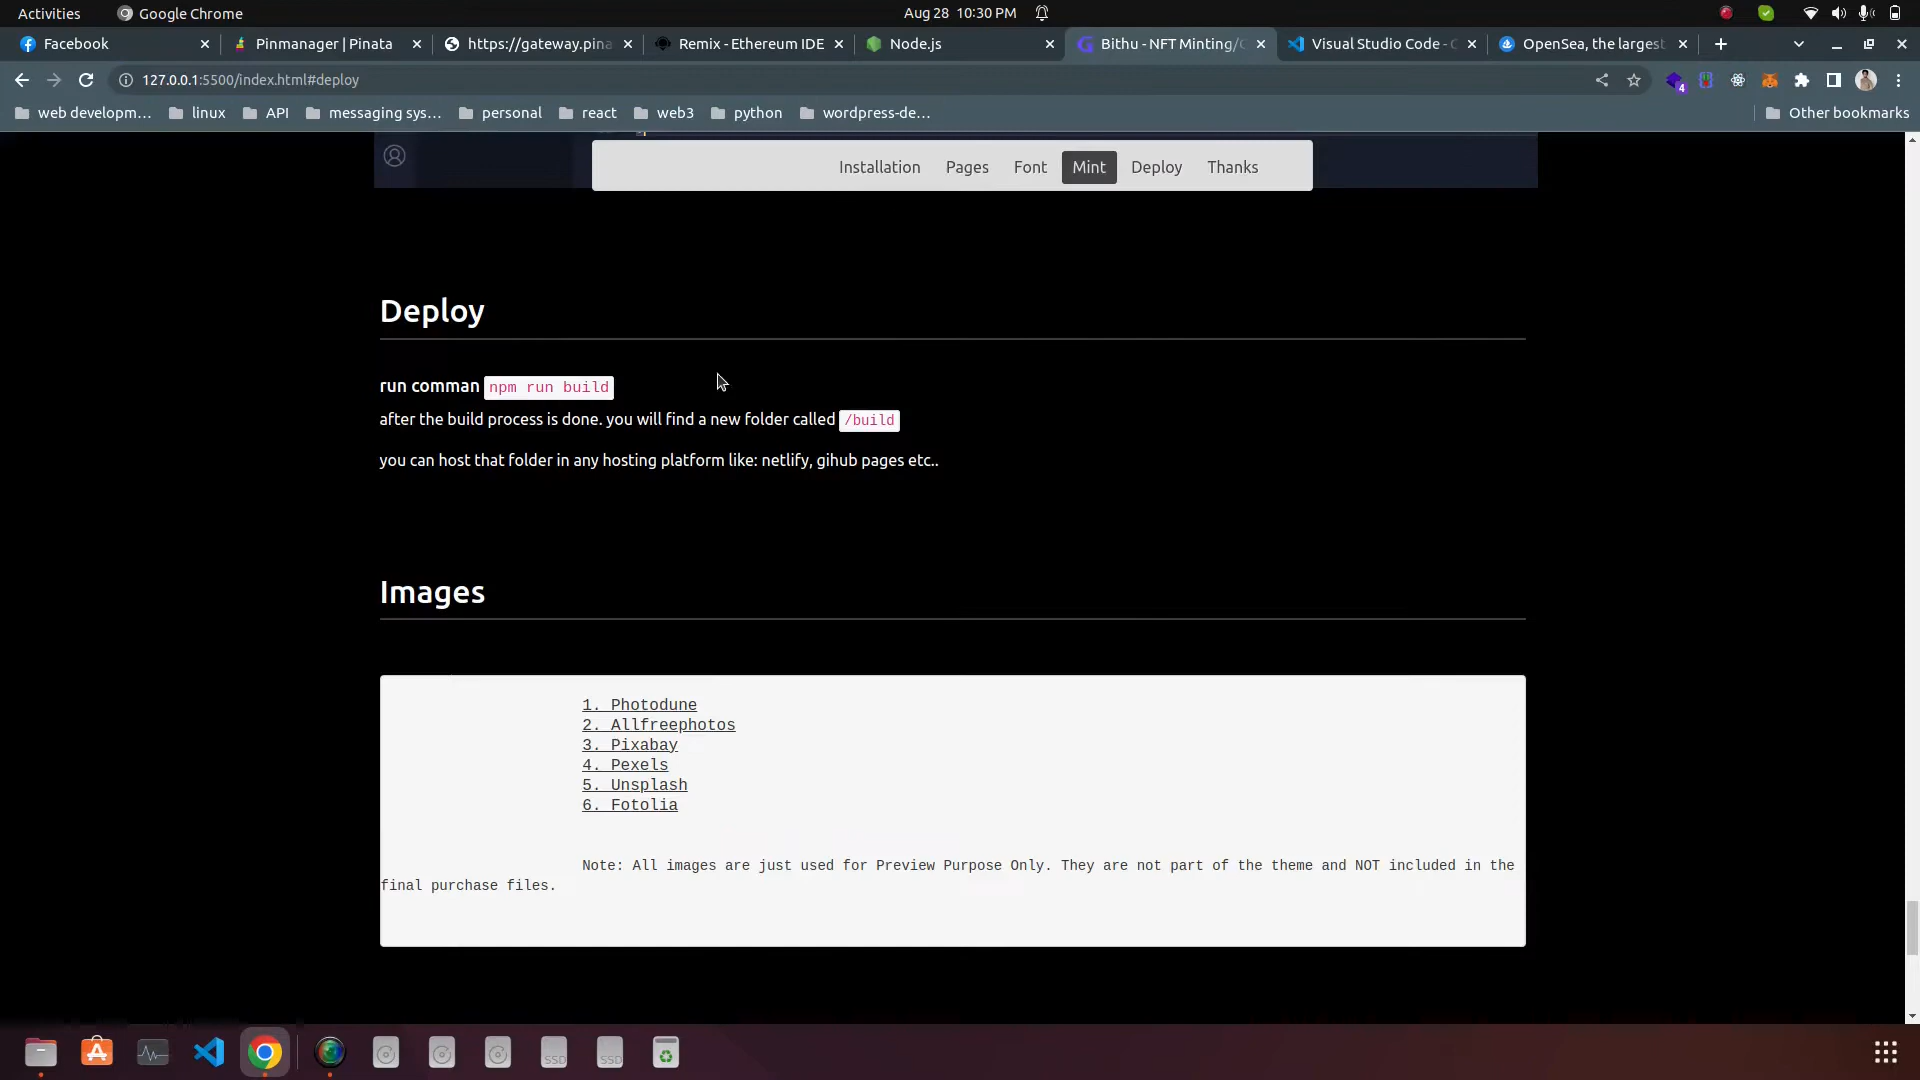 Activities
Google Chrome
Aug 28 10:30 PM
Facebook
Pinmanager | Pinata
https://gateway.pina
Remix - Ethereum IDE
Node.js
Bithu - NFT Minting/
Visual Studio Code -
OpenSea, the largest
127.0.0.1:5500/index.html#deploy
4
web developm...
linux
API
messaging sys...
personal
react
web3
python
wordpress-de...
Other bookmarks
Installation
Pages
Font
Mint
Deploy
Thanks
Deploy
run comman npm run build
after the build process is done. you will find a new folder called /build
you can host that folder in any hosting platform like: netlify, gihub pages etc..
Images
1. Photodune
2. Allfreephotos
3. Pixabay
4. Pexels
5. Unsplash
6. Fotolia
Note: All images are just used for Preview Purpose Only. They are not part of the theme and NOT included in the
final purchase files.
SSD
SSD